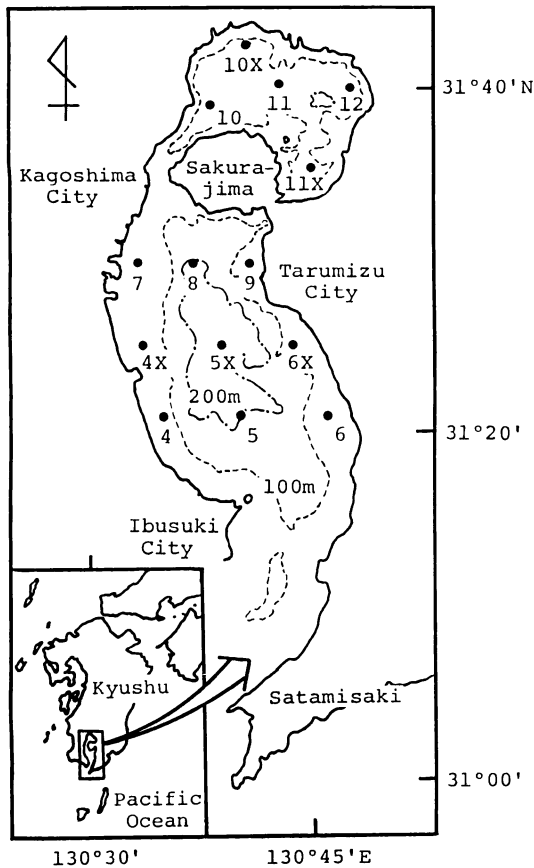 10X
11
12
31°40'N
10
Sakura-
jima
11X
Kagoshima
City
7
8
9
Tarumizu
City
4X
5X
6X
200m
4
5
6
31°20'
100m
Ibusuki
City
Kyushu
Satamisaki
31°00'
Pacific
Ocean
130°30'
130°45'E